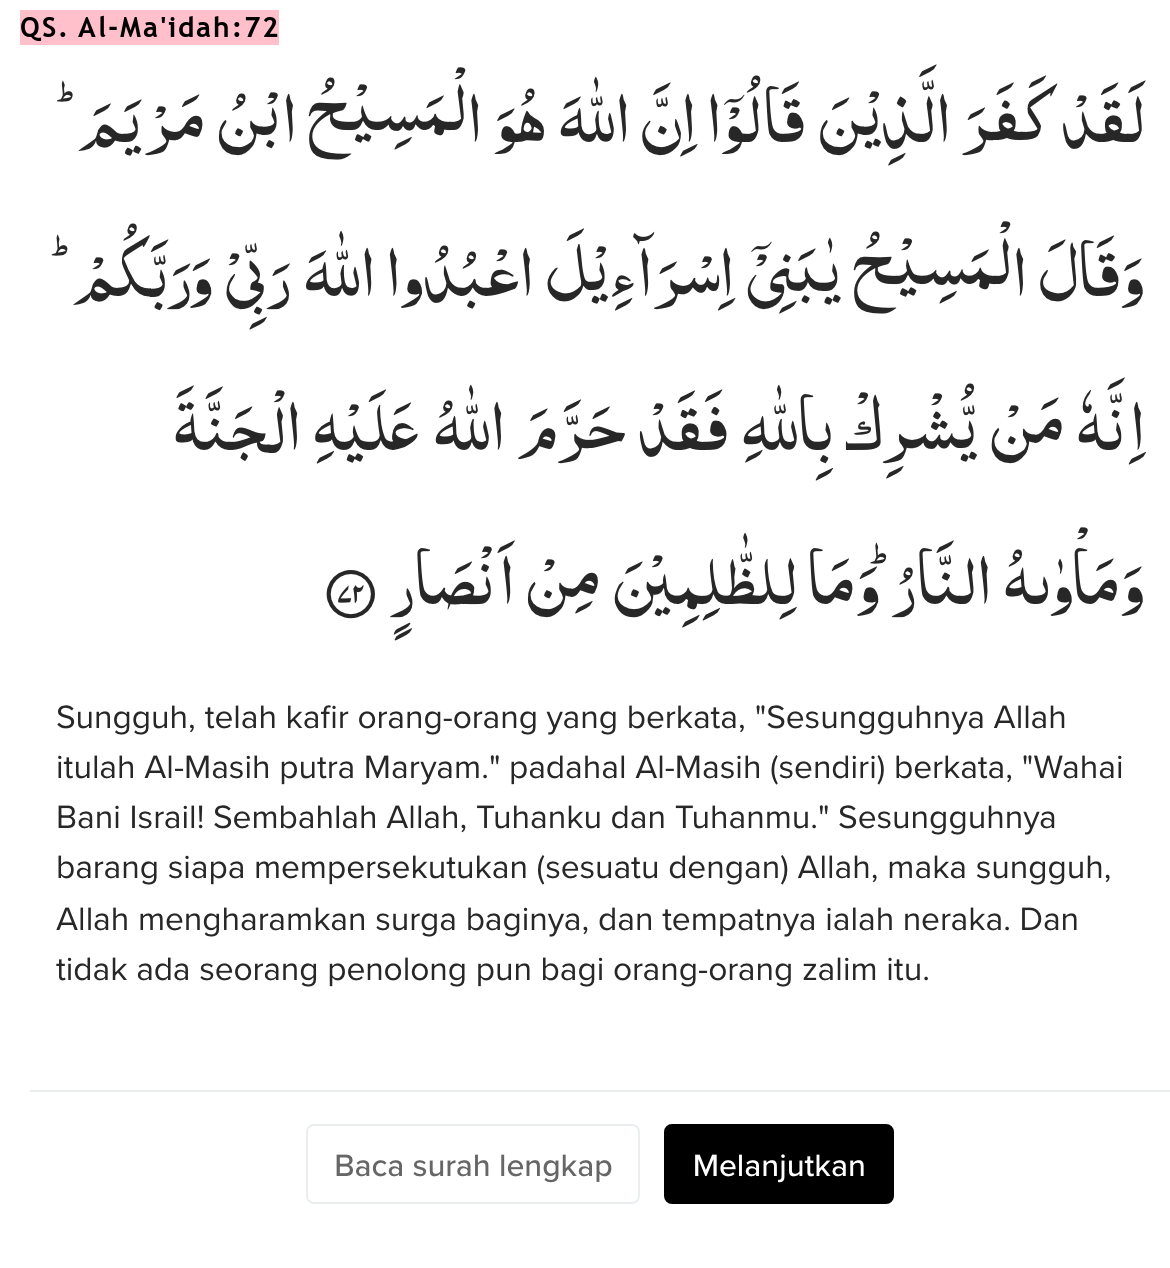 QS. Al-Ma'idah:72
لَقَدْ كَفَرَ الَّذِيْنَ قَالُوْٓا اِنَّ اللّٰهَ هُوَ الْمَسِيْحُ ابْنُ مَرْيَمَ ۗ
وَقَالَ الْمَسِيْحُ يٰبَنِيْٓ اِسْرَاۤءِيْلَ اعْبُدُوا اللّٰهَ رَبِّيْ وَرَبَّكُمْ ۗ
اِنَّهٗ مَنْ يُّشْرِكْ بِاللّٰهِ فَقَدْ حَرَّمَ اللّٰهُ عَلَيْهِ الْجَنَّةَ
وَمَأْوٰىهُ النَّارُ ۗوَمَا لِلظّٰلِمِيْنَ مِنْ اَنْصَارٍ ٧٢
Sungguh, telah kafir orang-orang yang berkata, "Sesungguhnya Allah
itulah Al-Masih putra Maryam." padahal Al-Masih (sendiri) berkata, "Wahai
Bani Israil! Sembahlah Allah, Tuhanku dan Tuhanmu." Sesungguhnya
barang siapa mempersekutukan (sesuatu dengan) Allah, maka sungguh,
Allah mengharamkan surga baginya, dan tempatnya ialah neraka. Dan
tidak ada seorang penolong pun bagi orang-orang zalim itu.
Baca surah lengkap
Melanjutkan